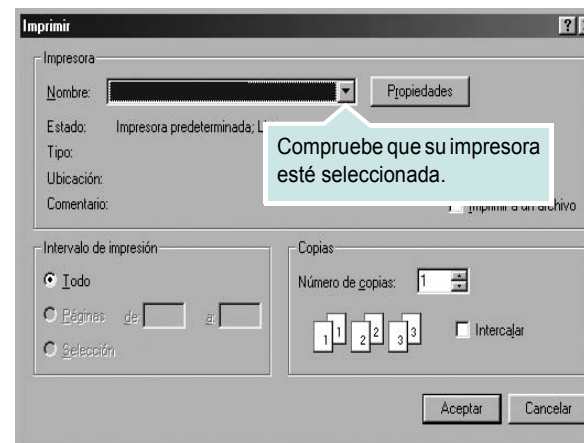 Imprimir
Impresora
Nombre:
Propiedades
Estado: Impresora predeterminada;
Tipo:
Ubicación:
Comentario:
Compruebe que su impresora
esté seleccionada.
Imprimir a un archivo
Intervalo de impresión
Todo
Páginas de: a:
Selección
Copias
Número de copias: 1
1 1 2 2 3 3
Intercalar
Aceptar Cancelar